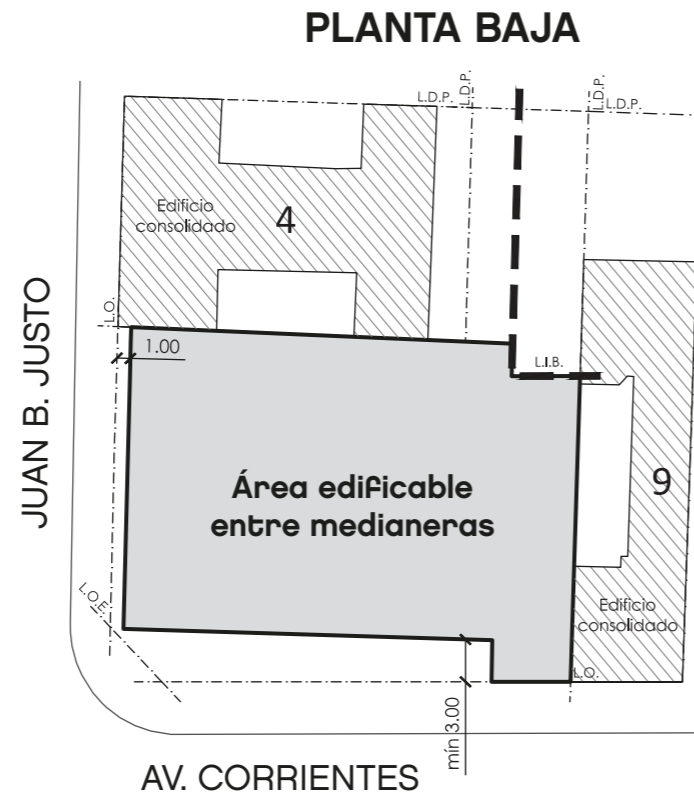 PLANTA BAJA
L.D.P.
L.D.P.
L.D.P.
L.D.P.
Edificio
consolidado
4
L.O.
1.00
L.I.B.
JUAN B. JUSTO
Área edificable
entre medianeras
9
L.O.E.
Edificio
consolidado
L.O.
mín 3.00
AV. CORRIENTES